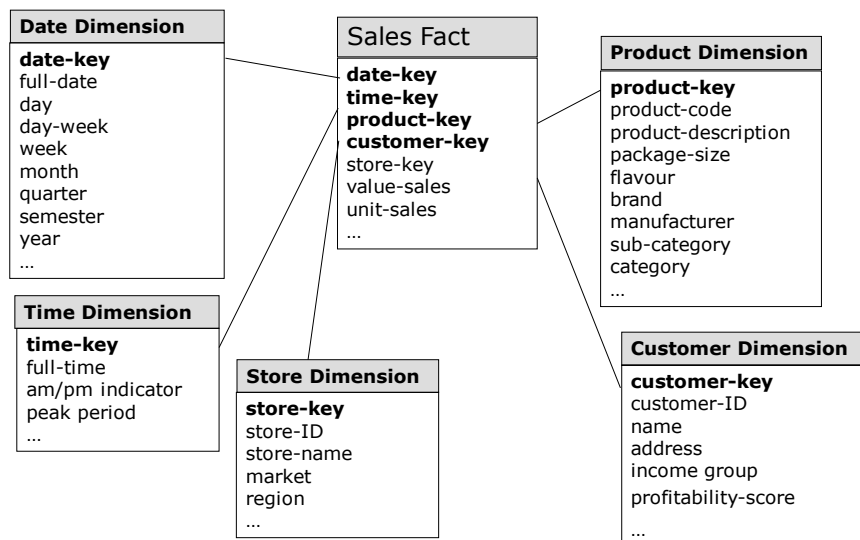 Date Dimension
date-key
full-date
day
day-week
week
month
quarter
semester
year
...
Sales Fact
date-key
time-key
product-key
customer-key
store-key
value-sales
unit-sales
...
Product Dimension
product-key
product-code
product-description
package-size
flavour
brand
manufacturer
sub-category
category
...
Time Dimension
time-key
full-time
am/pm indicator
peak period
...
Store Dimension
store-key
store-ID
store-name
market
region
...
Customer Dimension
customer-key
customer-ID
name
address
income group
profitability-score
...